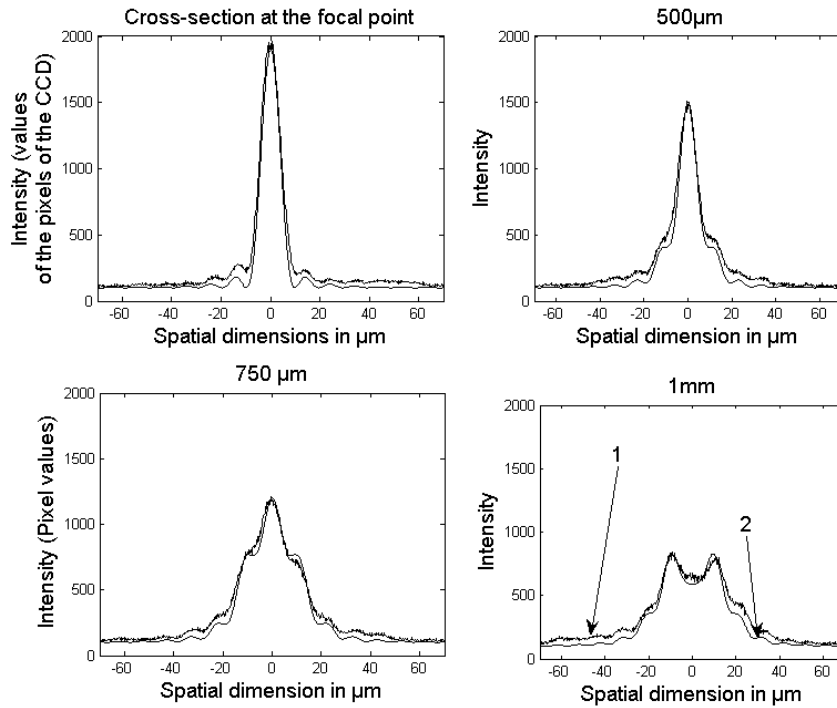 Cross-section at the focal point
2000
1500
1000
500
0
Intensity (values
of the pixels of the CCD)
-60 -40 -20 0 20 40 60
Spatial dimensions in µm
500µm
2000
1500
1000
500
0
Intensity
-60 -40 -20 0 20 40 60
Spatial dimension in µm
750 µm
2000
1500
1000
500
0
Intensity (Pixel values)
-60 -40 -20 0 20 40 60
Spatial dimension in µm
1mm
2000
1500
1000
500
0
Intensity
1
2
-60 -40 -20 0 20 40 60
Spatial dimension in µm